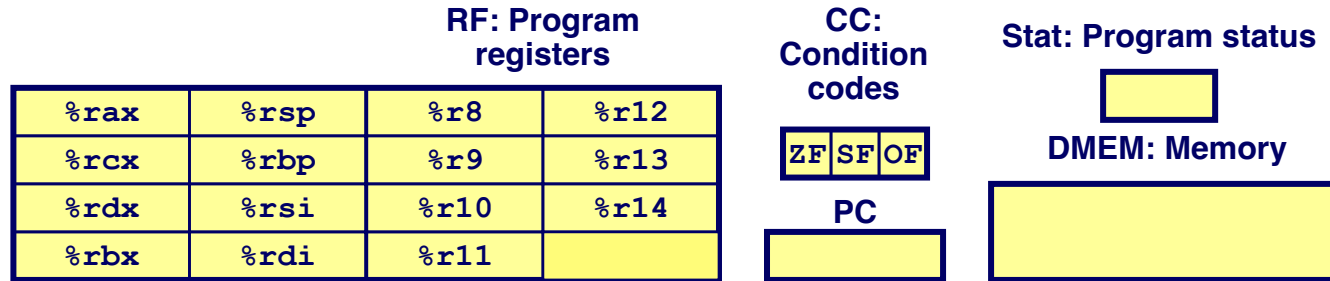 RF: Program
registers
CC:
Condition
codes
Stat: Program status
%rax %rsp %r8 %r12
%rcx %rbp %r9 %r13
%rdx %rsi %r10 %r14
%rbx %rdi %r11
ZF SF OF
PC
DMEM: Memory